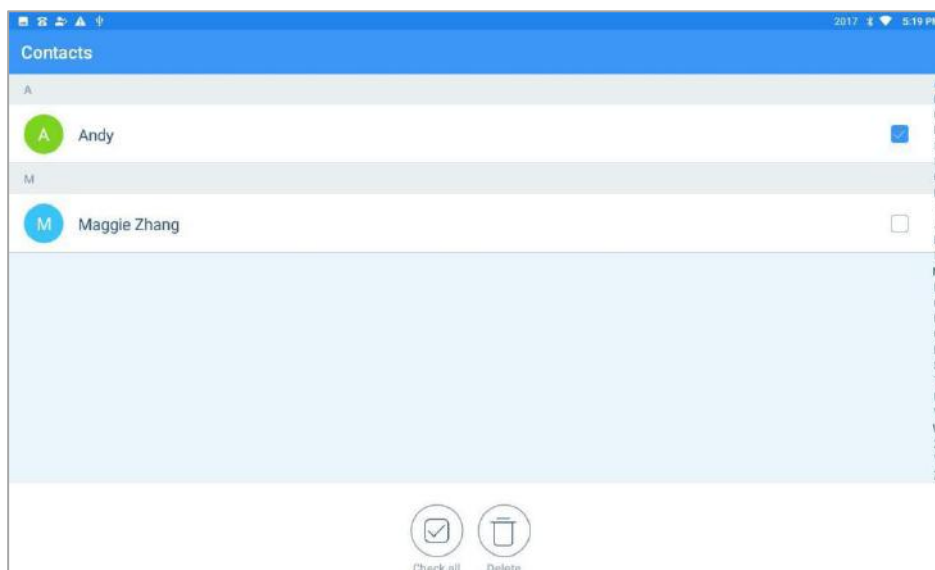 2017 5:19 PM
Contacts
A
A Andy
M
M Maggie Zhang
Check all Delete